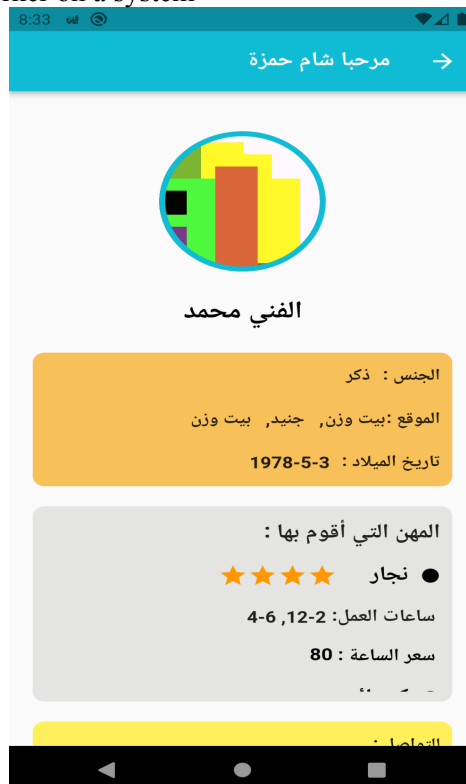 8:33
مرحبا شام حمزة
الفني محمد
الجنس : ذكر
الموقع :بيت وزن, جنيد, بيت وزن
تاريخ الميلاد : 3-5-1978
المهن التي أقوم بها :
نجار
ساعات العمل: 2-12, 6-4
سعر الساعة : 80
التواصل :